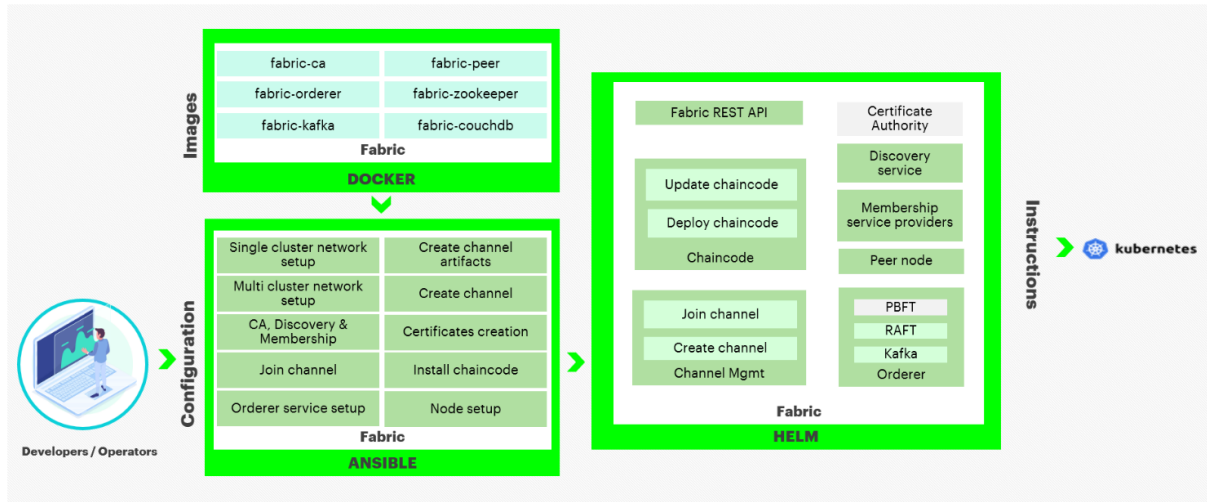 Images
fabric-ca
fabric-peer
fabric-orderer
fabric-zookeeper
fabric-kafka
fabric-couchdb
Fabric
DOCKER
Developers / Operators
Configuration
Single cluster network
setup
Create channel
artifacts
Multi cluster network
setup
Create channel
CA, Discovery &
Membership
Certificates creation
Join channel
Install chaincode
Orderer service setup
Node setup
Fabric
ANSIBLE
Fabric REST API
Update chaincode
Deploy chaincode
Chaincode
Join channel
Create channel
Channel Mgmt
Certificate
Authority
Discovery
service
Membership
service providers
Peer node
PBFT
RAFT
Kafka
Orderer
Fabric
HELM
Instructions
kubernetes